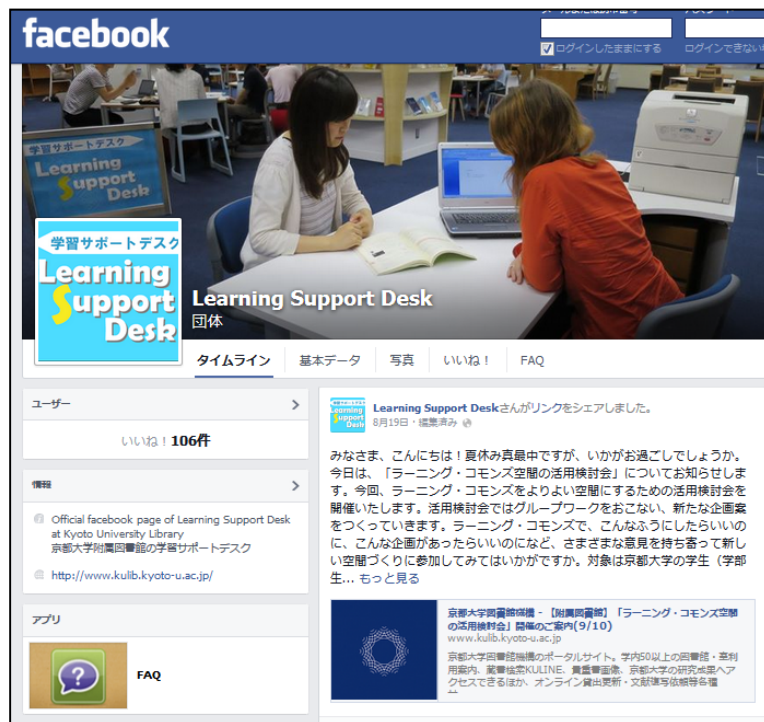 facebook
ログインしたままにする
ログインできない
学習サポートデスク
Learning
Support
Desk
学習サポートデスク
Learning
Support
Desk
Learning Support Desk
団体
タイムライン
基本データ
写真
いいね！
FAQ
ユーザー
いいね！106件
情報
Official facebook page of Learning Support Desk
at Kyoto University Library
京都大学附属図書館の学習サポートデスク
http://www.kulib.kyoto-u.ac.jp/
アプリ
FAQ
Learning Support Deskさんがリンクをシェアしました。
8月19日・編集済み
みなさま、こんにちは！夏休み真最中ですが、いかがお過ごしでしょうか。
今日は、「ラーニング・コモンズ空間の活用検討会」についてお知らせしま
す。今回、ラーニング・コモンズをよりよい空間にするための活用検討会を
開催いたします。活用検討会ではグループワークをおこない、新たな企画案
をつくっていきます。ラーニング・コモンズで、こんなふうにしたらいいの
に、こんな企画があったらいいのになど、さまざまな意見を持ち寄って新し
い空間づくりに参加してみてはいかがですか。対象は京都大学の学生（学部
生... もっと見る
京都大学図書館機構 - 【附属図書館】「ラーニング・コモンズ空間
の活用検討会」開催のご案内(9/10)
www.kulib.kyoto-u.ac.jp
京都大学図書館機構のポータルサイト。学内50以上の図書館・室利
用案内、蔵書検索KULINE、貴重書画像、京都大学の研究成果へア
クセスできるほか、オンライン貸出更新・文献複写依頼等各種